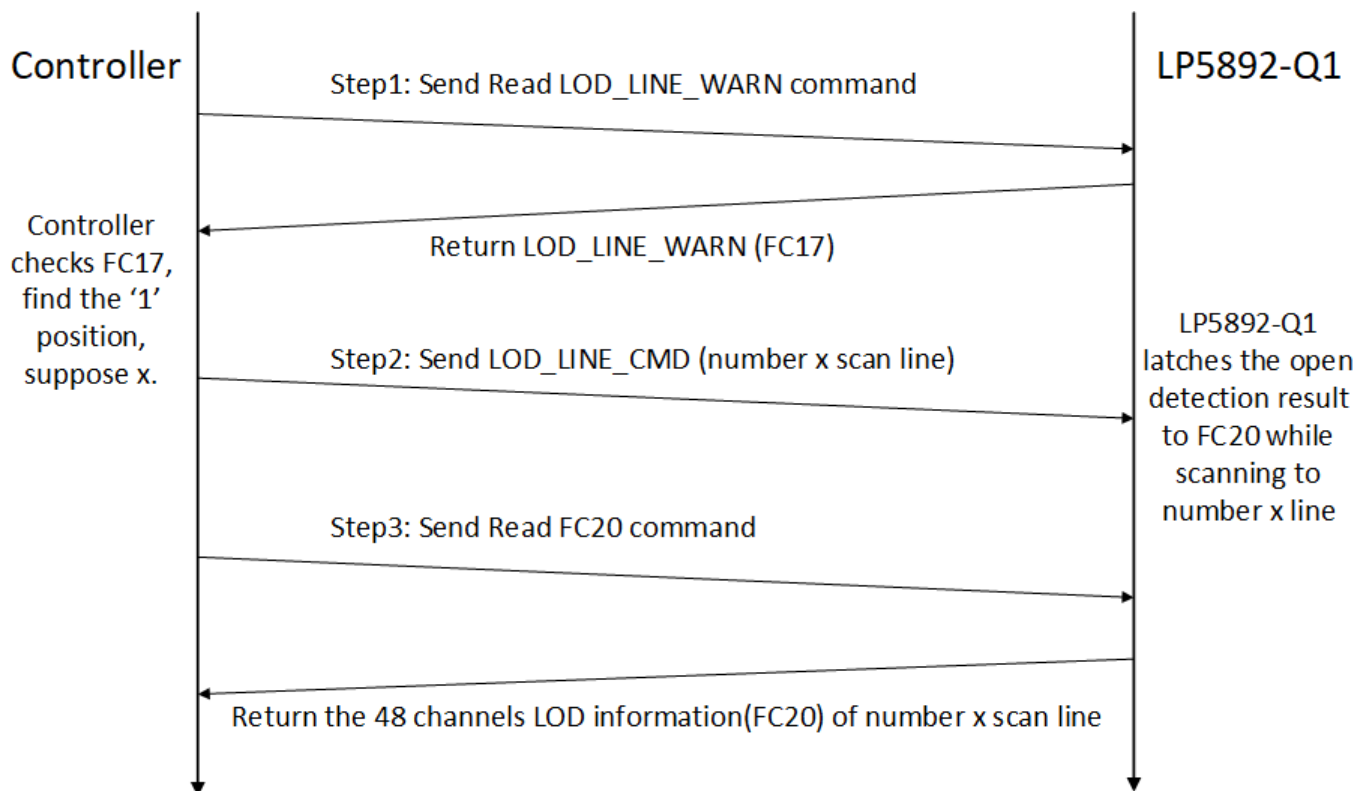 Controller
LP5892-Q1
Step1: Send Read LOD_LINE_WARN command
Return LOD_LINE_WARN (FC17)
Controller
checks FC17,
find the ‘1’
position,
suppose x.
Step2: Send LOD_LINE_CMD (number x scan line)
LP5892-Q1
latches the open
detection result
to FC20 while
scanning to
number x line
Step3: Send Read FC20 command
Return the 48 channels LOD information(FC20) of number x scan line